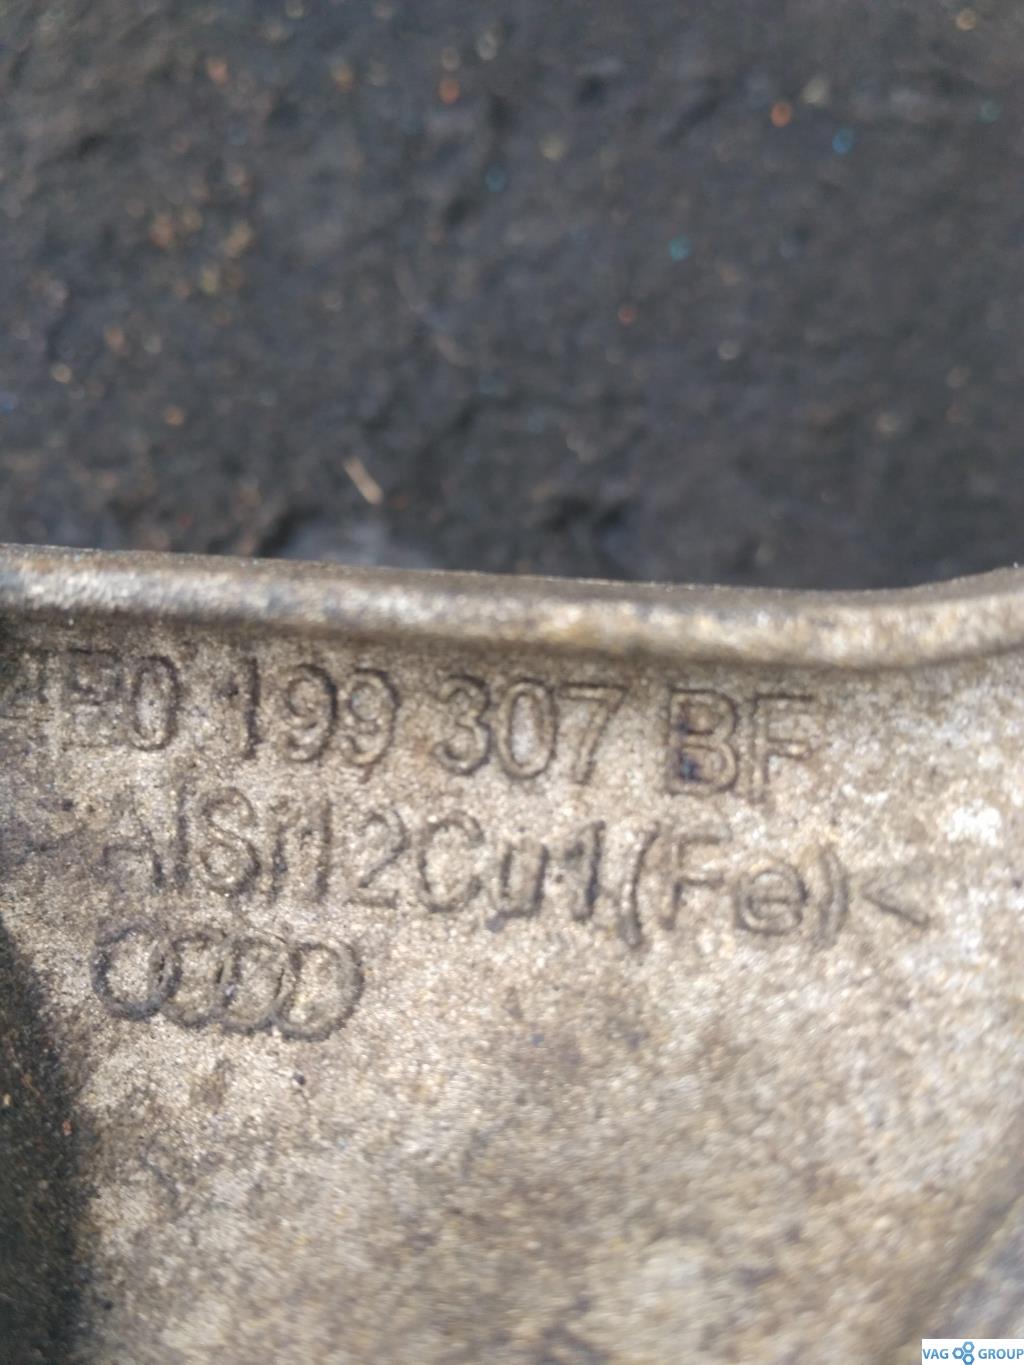 4E0 199 307 BF
>AlSi12Cu1(Fe)<
VAG GROUP